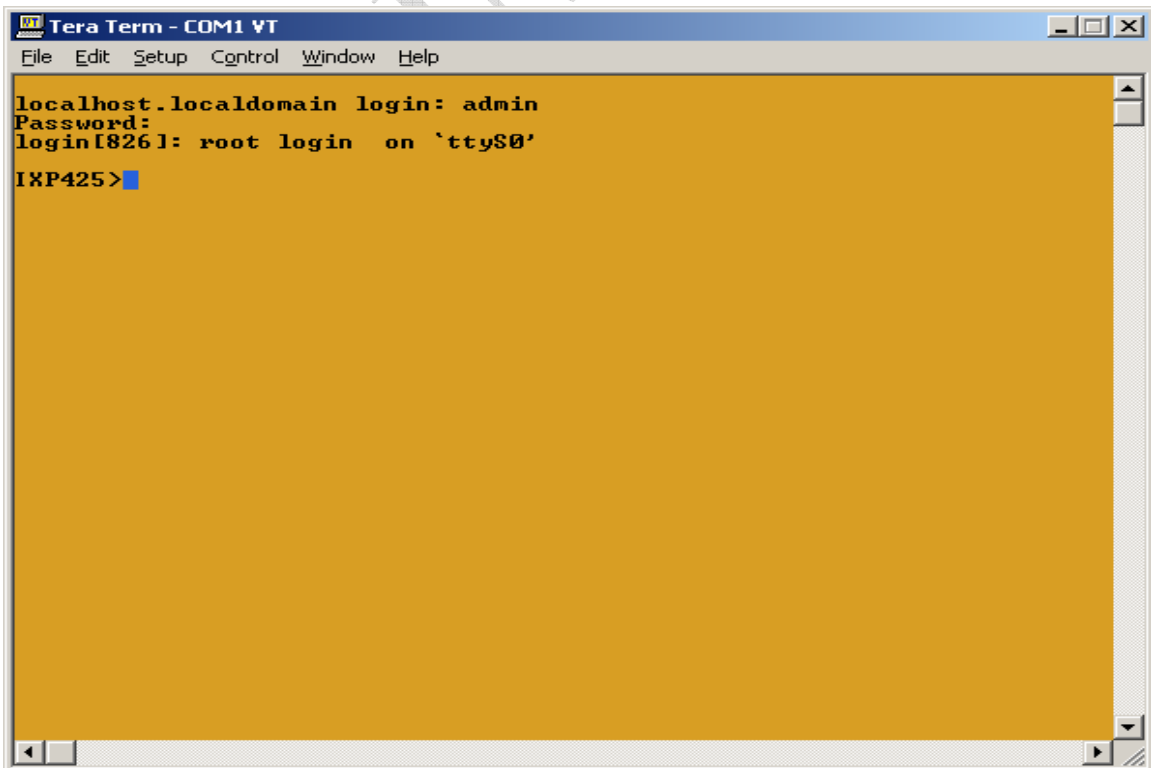 Tera Term - COM1 VT
File Edit Setup Control Window Help
localhost.localdomain login: admin
Password:
login[826]: root login  on `ttyS0'
IXP425>